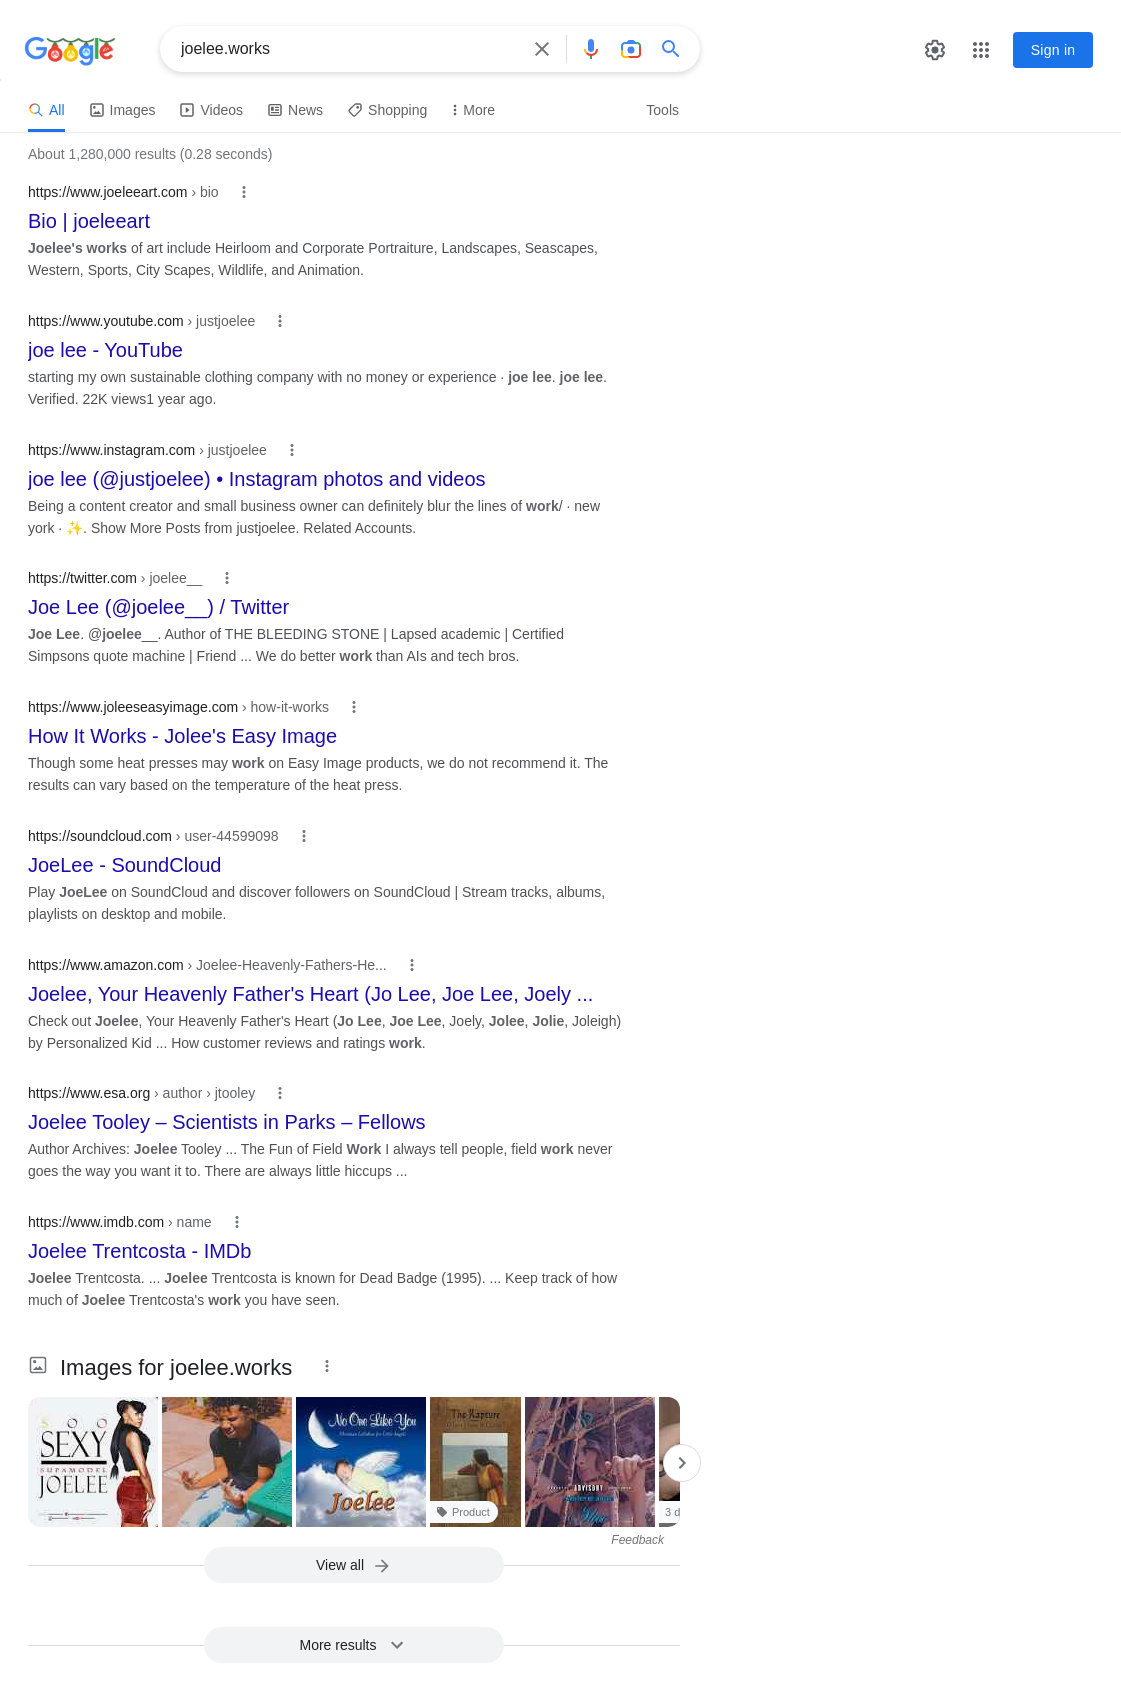 Google
joelee.works
Sign in
All
Images
Videos
News
Shopping
More
Tools
About 1,280,000 results (0.28 seconds)
https://www.joeleeart.com › bio
Bio | joeleeart
Joelee's works of art include Heirloom and Corporate Portraiture, Landscapes, Seascapes,
Western, Sports, City Scapes, Wildlife, and Animation.
https://www.youtube.com › justjoelee
joe lee - YouTube
starting my own sustainable clothing company with no money or experience · joe lee. joe lee.
Verified. 22K views1 year ago.
https://www.instagram.com › justjoelee
joe lee (@justjoelee) • Instagram photos and videos
Being a content creator and small business owner can definitely blur the lines of work/ · new
york · ✨. Show More Posts from justjoelee. Related Accounts.
https://twitter.com › joelee__
Joe Lee (@joelee__) / Twitter
Joe Lee. @joelee__. Author of THE BLEEDING STONE | Lapsed academic | Certified
Simpsons quote machine | Friend ... We do better work than AIs and tech bros.
https://www.joleeseasyimage.com › how-it-works
How It Works - Jolee's Easy Image
Though some heat presses may work on Easy Image products, we do not recommend it. The
results can vary based on the temperature of the heat press.
https://soundcloud.com › user-44599098
JoeLee - SoundCloud
Play JoeLee on SoundCloud and discover followers on SoundCloud | Stream tracks, albums,
playlists on desktop and mobile.
https://www.amazon.com › Joelee-Heavenly-Fathers-He...
Joelee, Your Heavenly Father's Heart (Jo Lee, Joe Lee, Joely ...
Check out Joelee, Your Heavenly Father's Heart (Jo Lee, Joe Lee, Joely, Jolee, Jolie, Joleigh)
by Personalized Kid ... How customer reviews and ratings work.
https://www.esa.org › author › jtooley
Joelee Tooley – Scientists in Parks – Fellows
Author Archives: Joelee Tooley ... The Fun of Field Work I always tell people, field work never
goes the way you want it to. There are always little hiccups ...
https://www.imdb.com › name
Joelee Trentcosta - IMDb
Joelee Trentcosta. ... Joelee Trentcosta is known for Dead Badge (1995). ... Keep track of how
much of Joelee Trentcosta's work you have seen.
Images for joelee.works
SOO
SEXY
SUPAMODEL
JOELEE
No One Like You
Joelee
The Rapture
Product
ADVISORY
3 d
Feedback
View all
More results